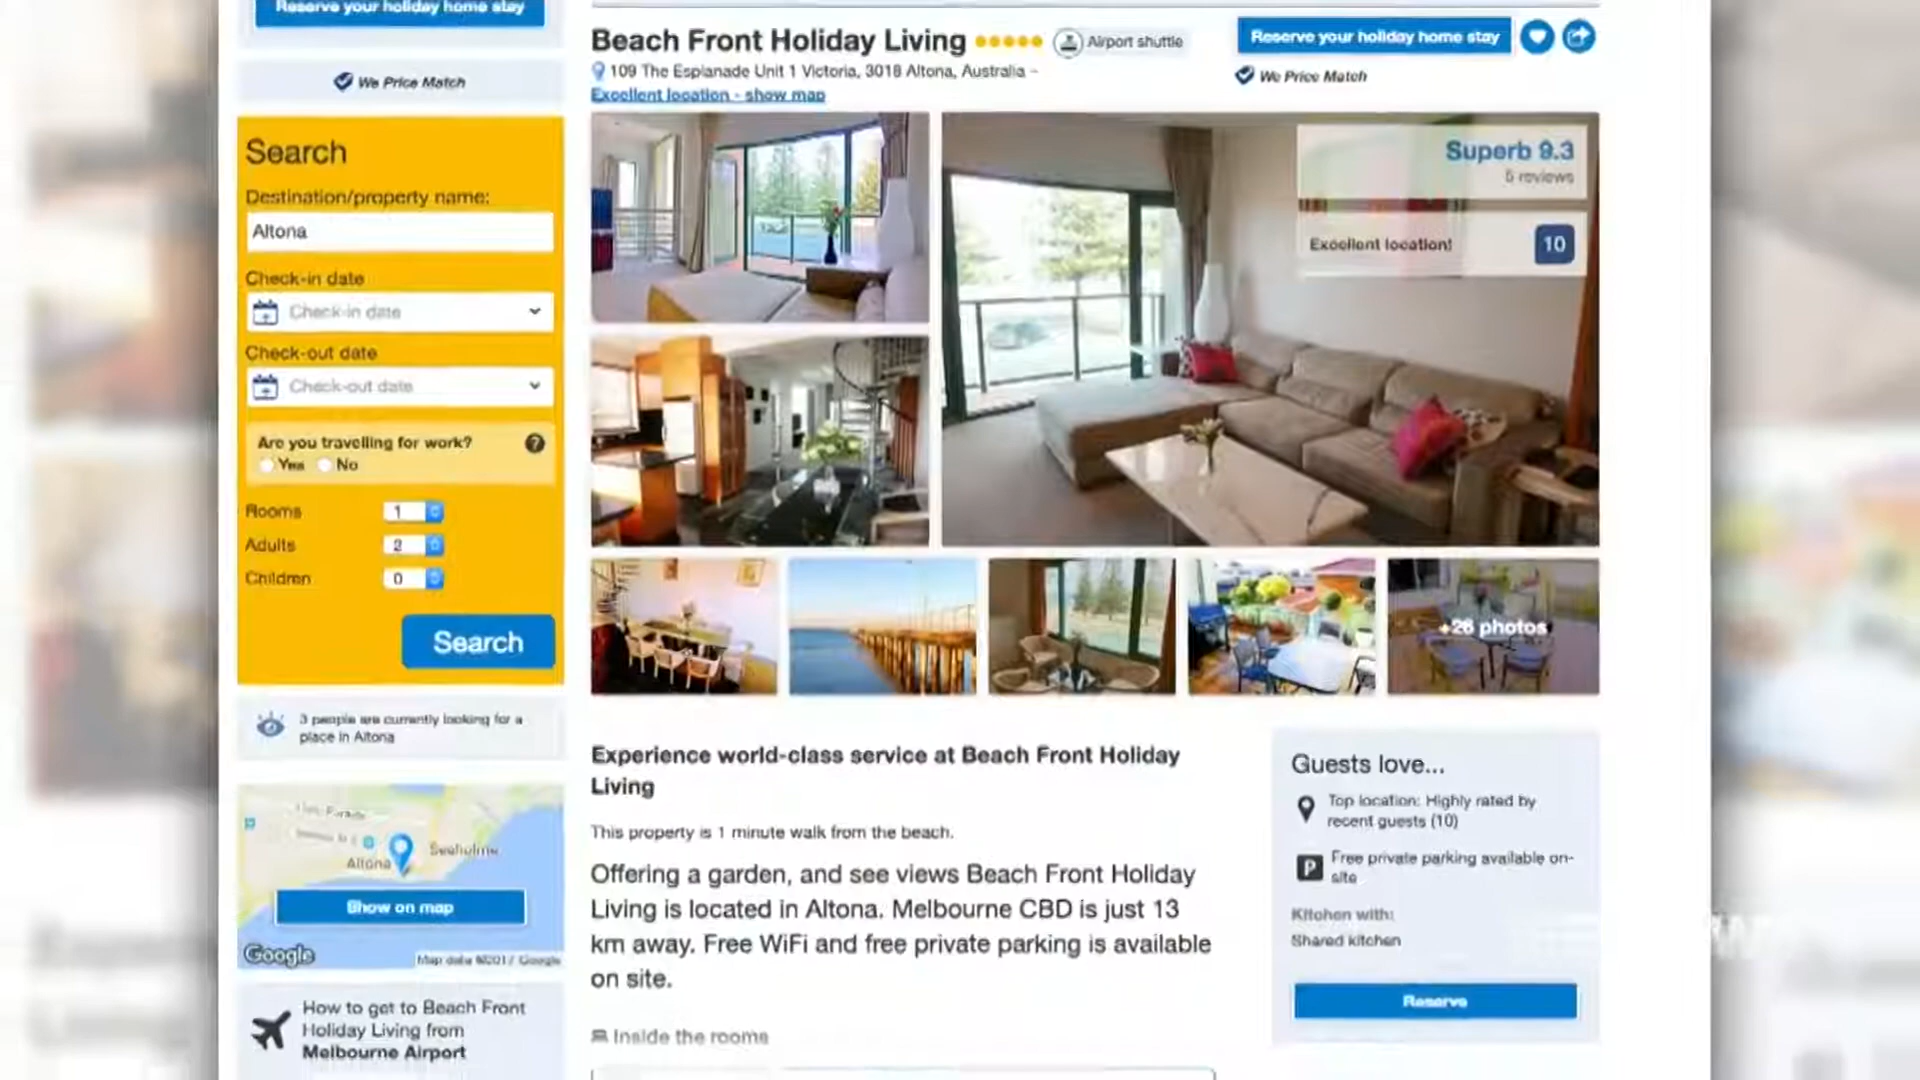 Reserve your holiday home stay
We Price Match
Search
Destination/property name:
Altona
Check-in date
Check-in date
Check-out date
Check-out date
Are you travelling for work?
Yes No
Rooms 1
Adults 2
Children 0
Search
3 people are currently looking for a
place in Altona
Altona
Seaholme
Show on map
Google
Map data ©2017 Google
How to get to Beach Front
Holiday Living from
Melbourne Airport
Beach Front Holiday Living
Airport shuttle
109 The Esplanade Unit 1 Victoria, 3018 Altona, Australia –
Excellent location - show map
Reserve your holiday home stay
We Price Match
Superb 9.3
5 reviews
Excellent location! 10
+26 photos
Experience world-class service at Beach Front Holiday
Living
This property is 1 minute walk from the beach.
Offering a garden, and see views Beach Front Holiday
Living is located in Altona. Melbourne CBD is just 13
km away. Free WiFi and free private parking is available
on site.
Inside the rooms
Guests love...
Top location: Highly rated by
recent guests (10)
P
Free private parking available on-
site
Kitchen with:
Shared kitchen
Reserve